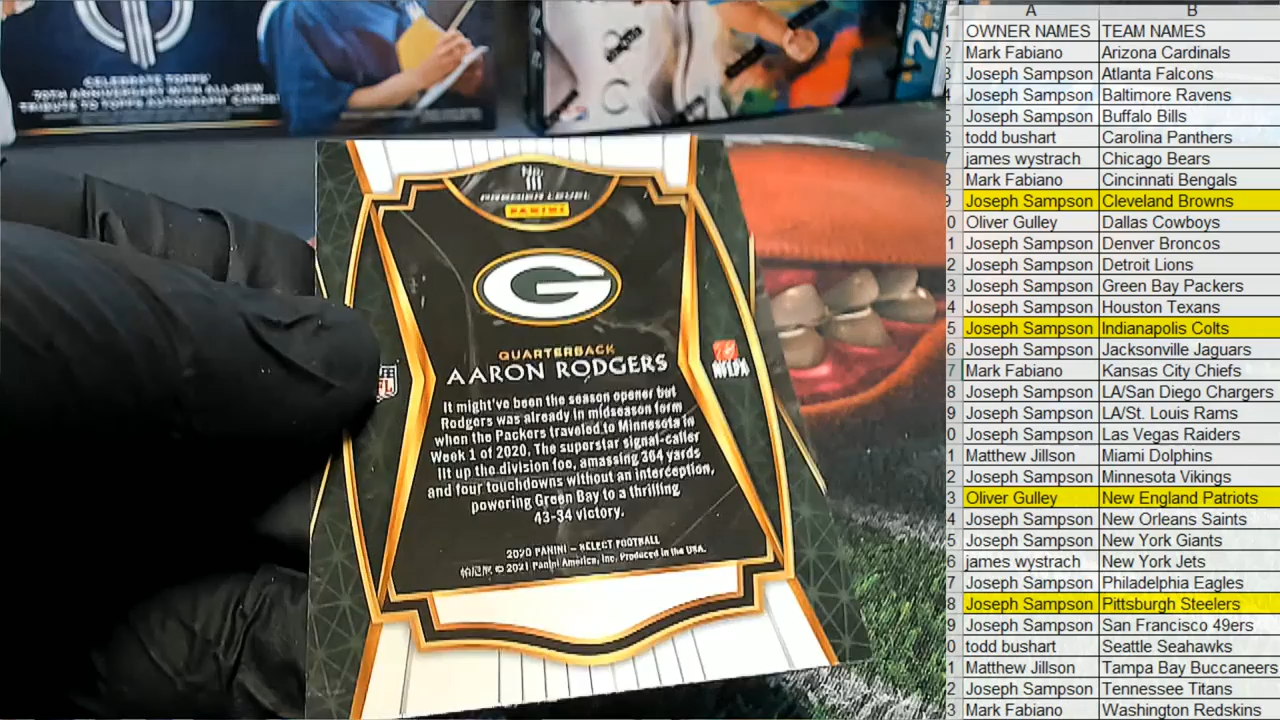 CELEBRATE TOPPS'
70TH ANNIVERSARY WITH ALL-NEW
TRIBUTE TO TOPPS AUTOGRAPH CARDS!
No.
111
PREMIER LEVEL
PANINI
G
QUARTERBACK
AARON RODGERS
NFLPA
It might've been the season opener but
Rodgers was already in midseason form
when the Packers traveled to Minnesota in
Week 1 of 2020. The superstar signal-caller
lit up the division foe, amassing 364 yards
and four touchdowns without an interception,
powering Green Bay to a thrilling
43-34 victory.
2020 PANINI – SELECT FOOTBALL
© 2021 Panini America, Inc. Produced in the USA.
A B
1 OWNER NAMES TEAM NAMES
2 Mark Fabiano Arizona Cardinals
3 Joseph Sampson Atlanta Falcons
4 Joseph Sampson Baltimore Ravens
5 Joseph Sampson Buffalo Bills
6 todd bushart Carolina Panthers
7 james wystrach Chicago Bears
8 Mark Fabiano Cincinnati Bengals
9 Joseph Sampson Cleveland Browns
0 Oliver Gulley Dallas Cowboys
1 Joseph Sampson Denver Broncos
2 Joseph Sampson Detroit Lions
3 Joseph Sampson Green Bay Packers
4 Joseph Sampson Houston Texans
5 Joseph Sampson Indianapolis Colts
6 Joseph Sampson Jacksonville Jaguars
7 Mark Fabiano Kansas City Chiefs
8 Joseph Sampson LA/San Diego Chargers
9 Joseph Sampson LA/St. Louis Rams
0 Joseph Sampson Las Vegas Raiders
1 Matthew Jillson Miami Dolphins
2 Joseph Sampson Minnesota Vikings
3 Oliver Gulley New England Patriots
4 Joseph Sampson New Orleans Saints
5 Joseph Sampson New York Giants
6 james wystrach New York Jets
7 Joseph Sampson Philadelphia Eagles
8 Joseph Sampson Pittsburgh Steelers
9 Joseph Sampson San Francisco 49ers
0 todd bushart Seattle Seahawks
1 Matthew Jillson Tampa Bay Buccaneers
2 Joseph Sampson Tennessee Titans
3 Mark Fabiano Washington Redskins